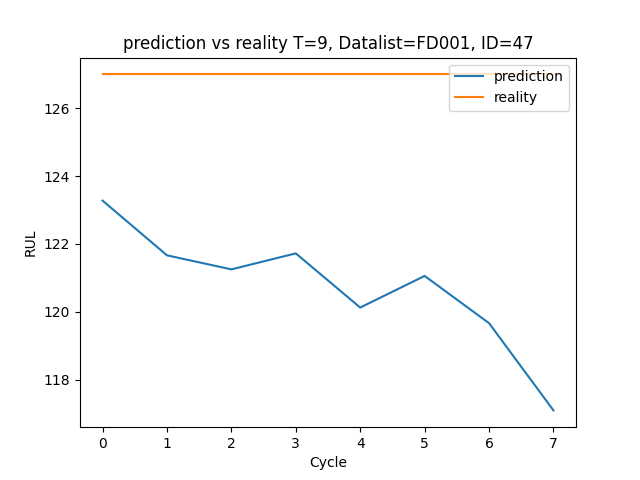 prediction vs reality T=9, Datalist=FD001, ID=47
prediction
reality
126
124
122
120
118
RUL
0 1 2 3 4 5 6 7
Cycle